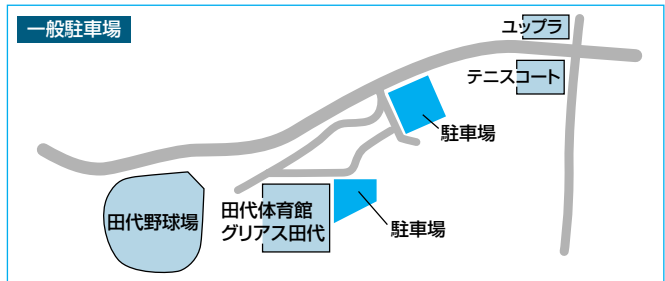 一般駐車場
ユップラ
テニスコート
駐車場
田代体育館
グリアス田代
田代野球場
駐車場